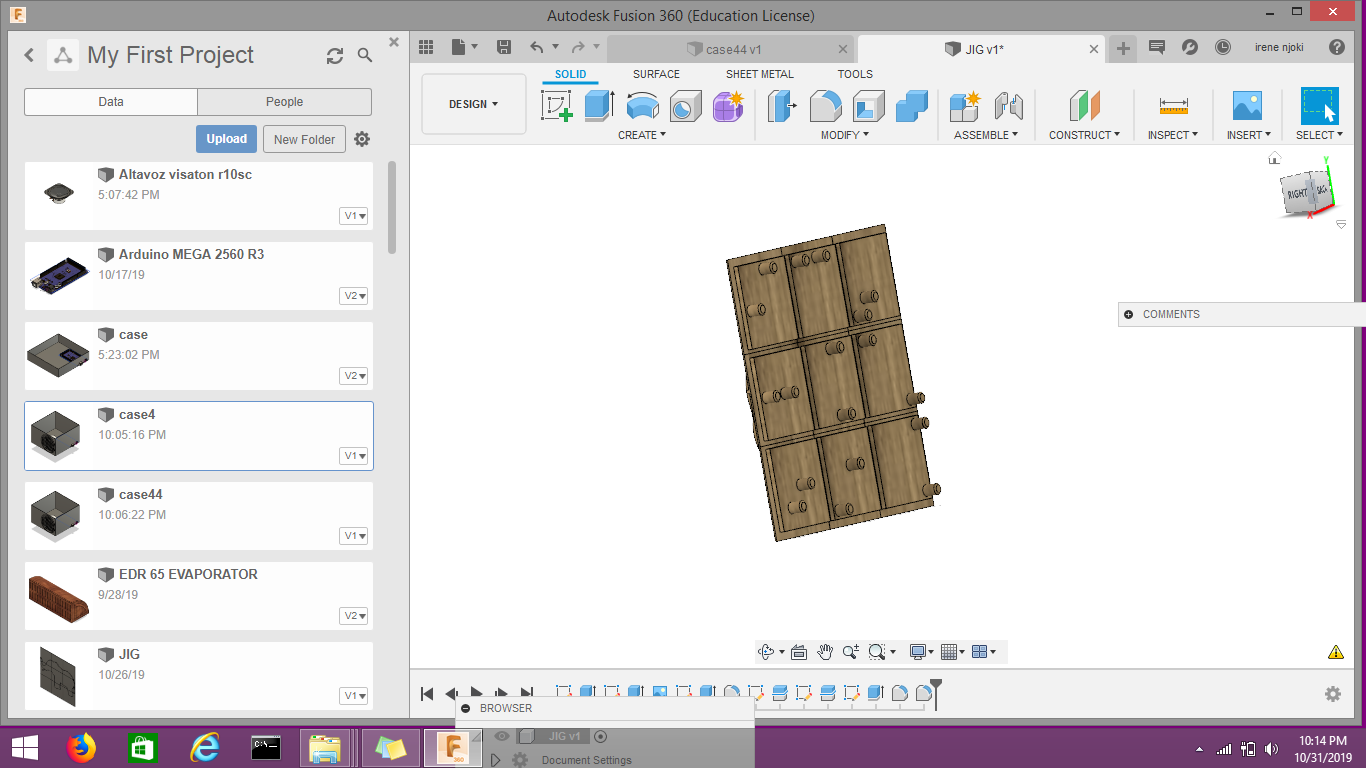 Autodesk Fusion 360 (Education License)
My First Project
Data
People
Upload
New Folder
Altavoz visaton r10sc
5:07:42 PM
V1
Arduino MEGA 2560 R3
10/17/19
V2
case
5:23:02 PM
V2
case4
10:05:16 PM
V1
case44
10:06:22 PM
V1
EDR 65 EVAPORATOR
9/28/19
V2
JIG
10/26/19
V1
case44 v1
JIG v1*
irene njoki
DESIGN
SOLID
SURFACE
SHEET METAL
TOOLS
CREATE
MODIFY
ASSEMBLE
CONSTRUCT
INSPECT
INSERT
SELECT
Y
RIGHT
BACK
X
COMMENTS
BROWSER
JIG v1
Document Settings
F
360
10:14 PM
10/31/2019